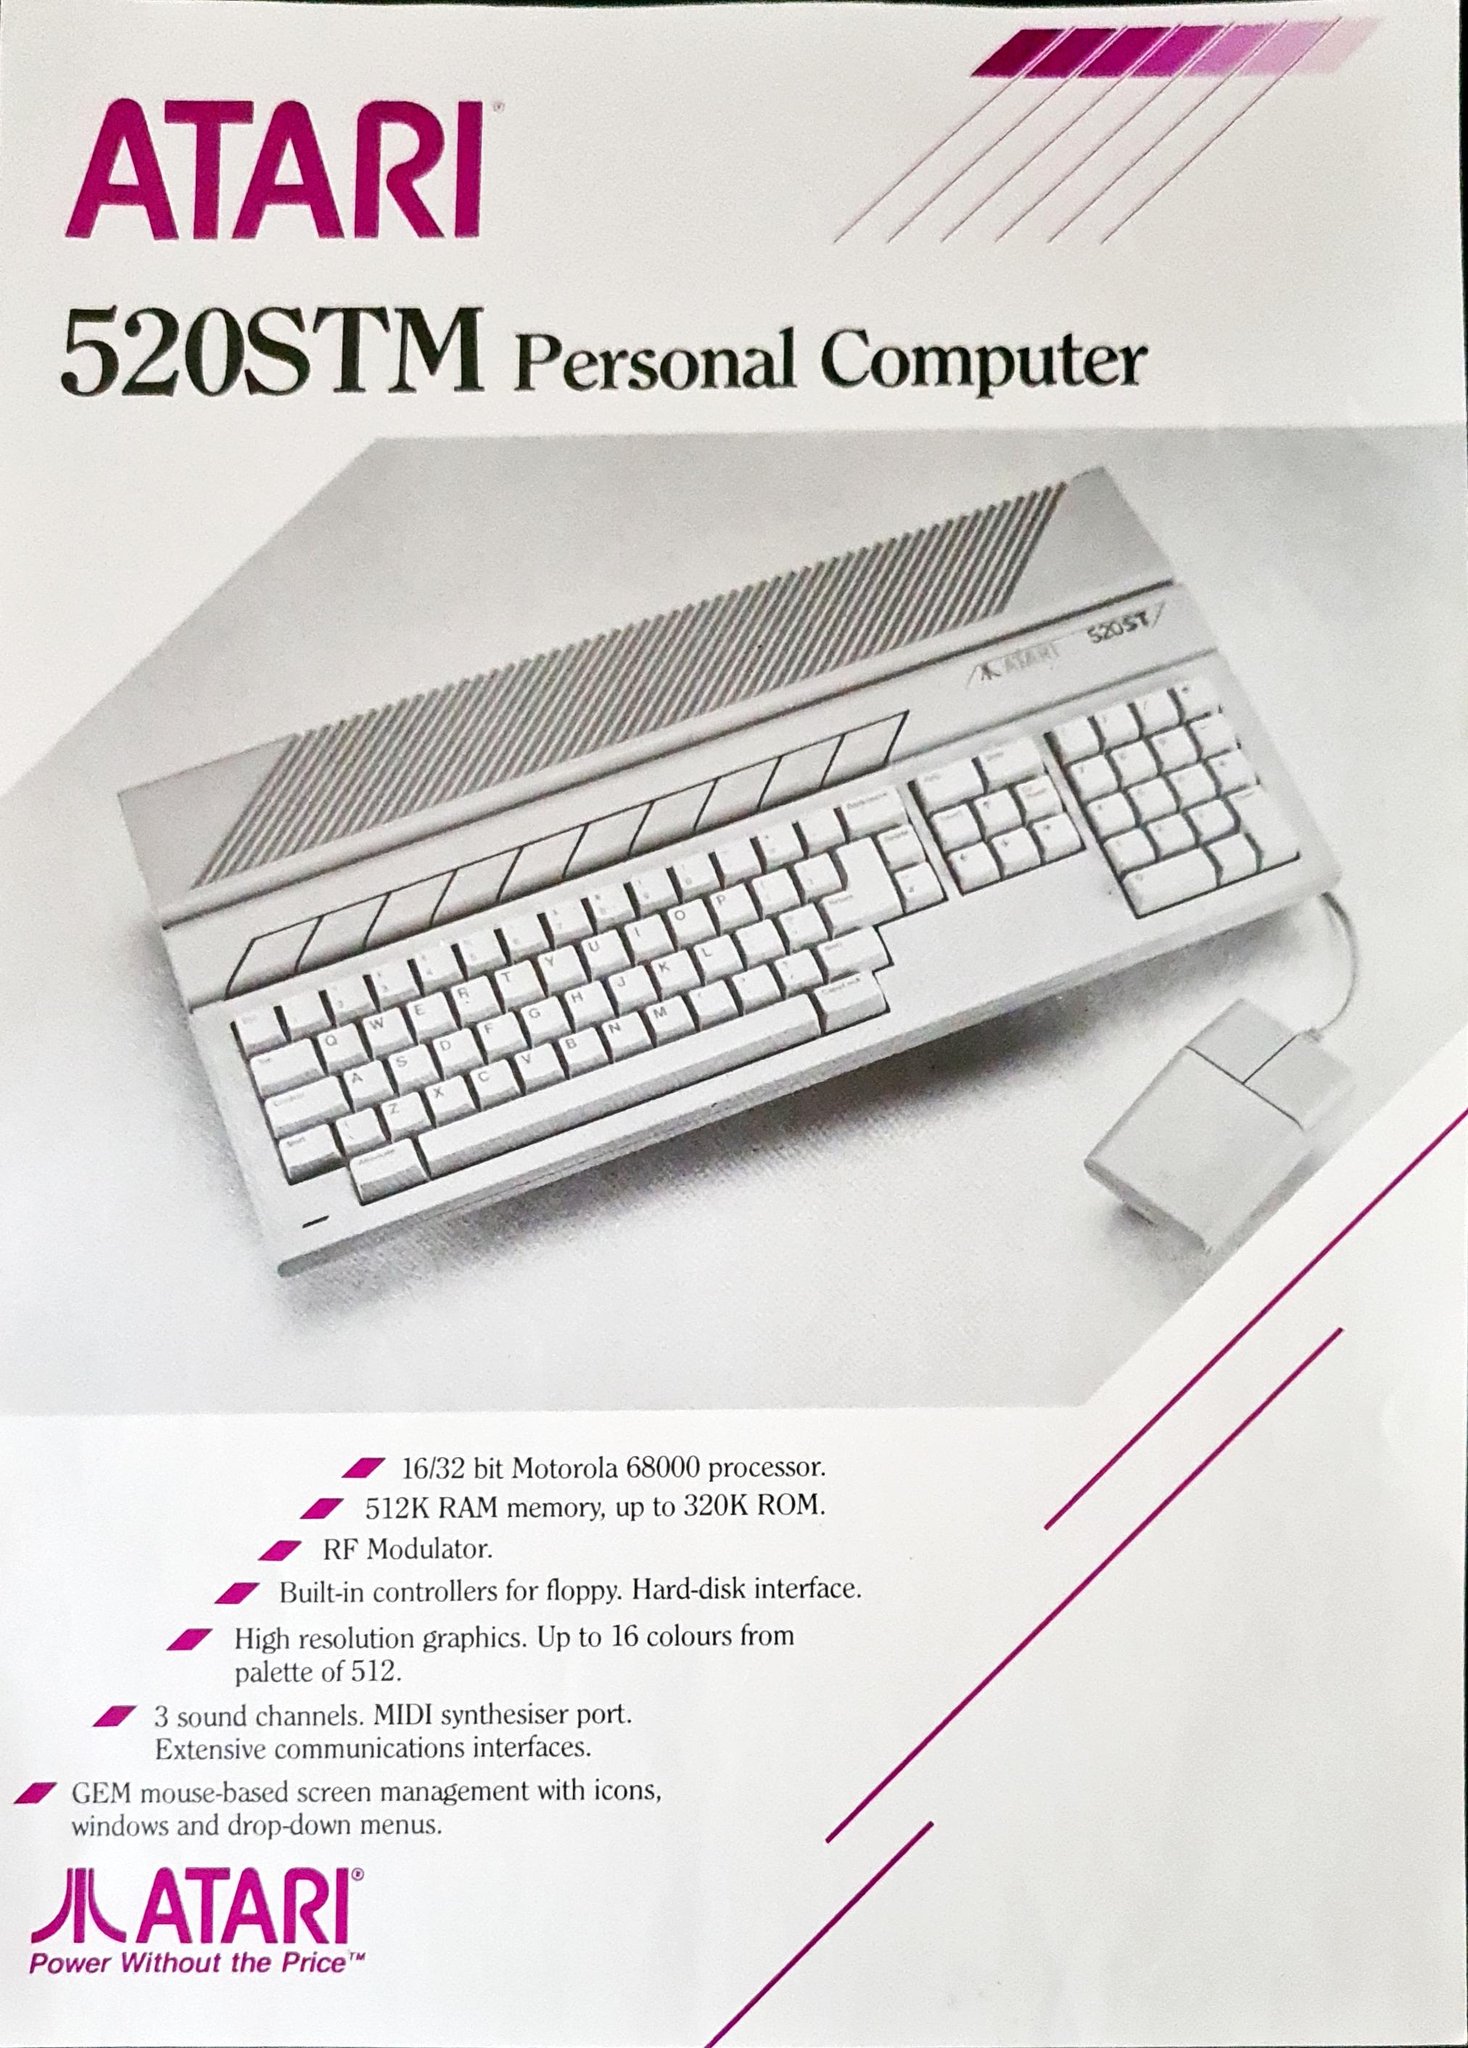 ATARI®
520STM Personal Computer
ATARI 520ST
Q W E R T Y U I O P
A S D F G H J K L
Z X C V B N M
16/32 bit Motorola 68000 processor.
512K RAM memory, up to 320K ROM.
RF Modulator.
Built-in controllers for floppy. Hard-disk interface.
High resolution graphics. Up to 16 colours from
palette of 512.
3 sound channels. MIDI synthesiser port.
Extensive communications interfaces.
GEM mouse-based screen management with icons,
windows and drop-down menus.
ATARI®
Power Without the Price™